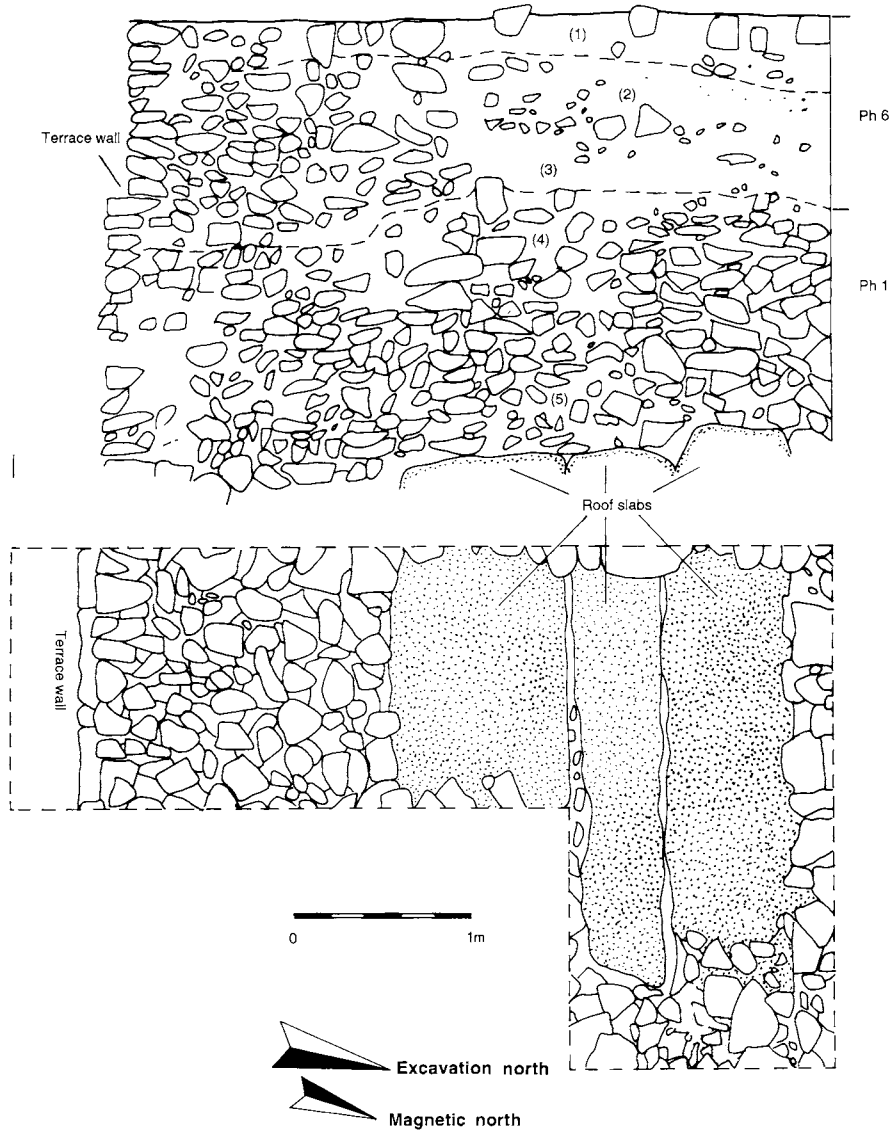 (1)
(2)
Ph 6
Terrace wall
(3)
(4)
Ph 1
(5)
Roof slabs
Terrace wall
0 1m
Excavation north
Magnetic north